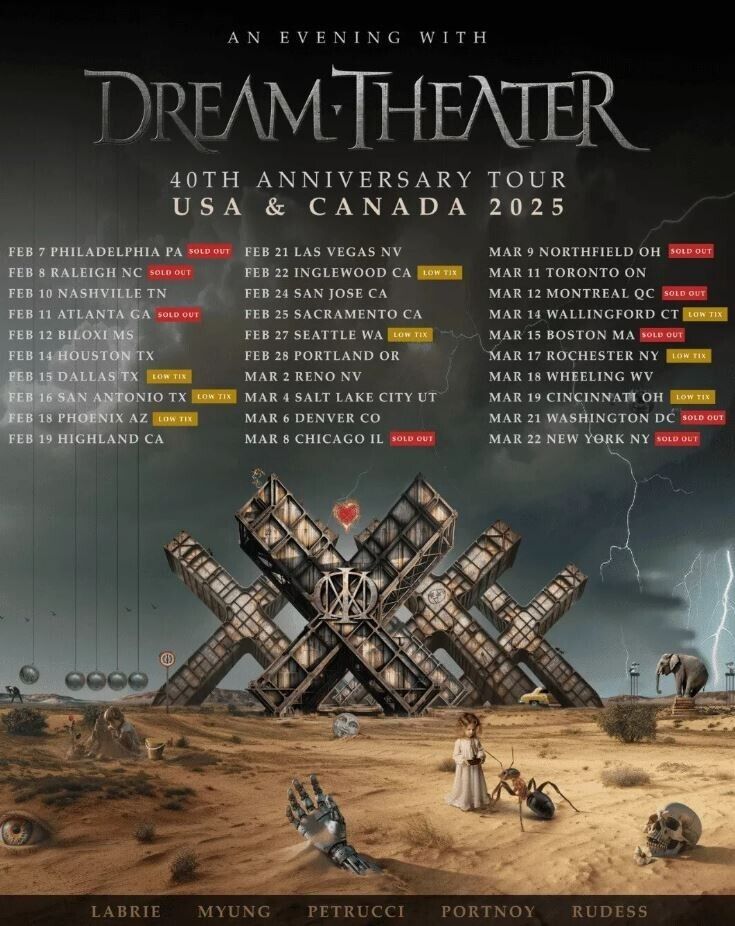 AN EVENING WITH
DREAM THEATER
40TH ANNIVERSARY TOUR
USA & CANADA 2025
FEB 7 PHILADELPHIA PA SOLD OUT
FEB 8 RALEIGH NC SOLD OUT
FEB 10 NASHVILLE TN
FEB 11 ATLANTA GA SOLD OUT
FEB 12 BILOXI MS
FEB 14 HOUSTON TX
FEB 15 DALLAS TX LOW TIX
FEB 16 SAN ANTONIO TX LOW TIX
FEB 18 PHOENIX AZ LOW TIX
FEB 19 HIGHLAND CA
FEB 21 LAS VEGAS NV
FEB 22 INGLEWOOD CA LOW TIX
FEB 24 SAN JOSE CA
FEB 25 SACRAMENTO CA
FEB 27 SEATTLE WA LOW TIX
FEB 28 PORTLAND OR
MAR 2 RENO NV
MAR 4 SALT LAKE CITY UT
MAR 6 DENVER CO
MAR 8 CHICAGO IL SOLD OUT
MAR 9 NORTHFIELD OH SOLD OUT
MAR 11 TORONTO ON
MAR 12 MONTREAL QC SOLD OUT
MAR 14 WALLINGFORD CT LOW TIX
MAR 15 BOSTON MA SOLD OUT
MAR 17 ROCHESTER NY LOW TIX
MAR 18 WHEELING WV
MAR 19 CINCINNATI OH LOW TIX
MAR 21 WASHINGTON DC SOLD OUT
MAR 22 NEW YORK NY SOLD OUT
LABRIE MYUNG PETRUCCI PORTNOY RUDESS